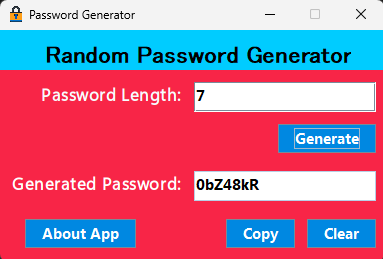 Password Generator
Random Password Generator
Password Length: 7
Generate
Generated Password: 0bZ48kR
About App Copy Clear